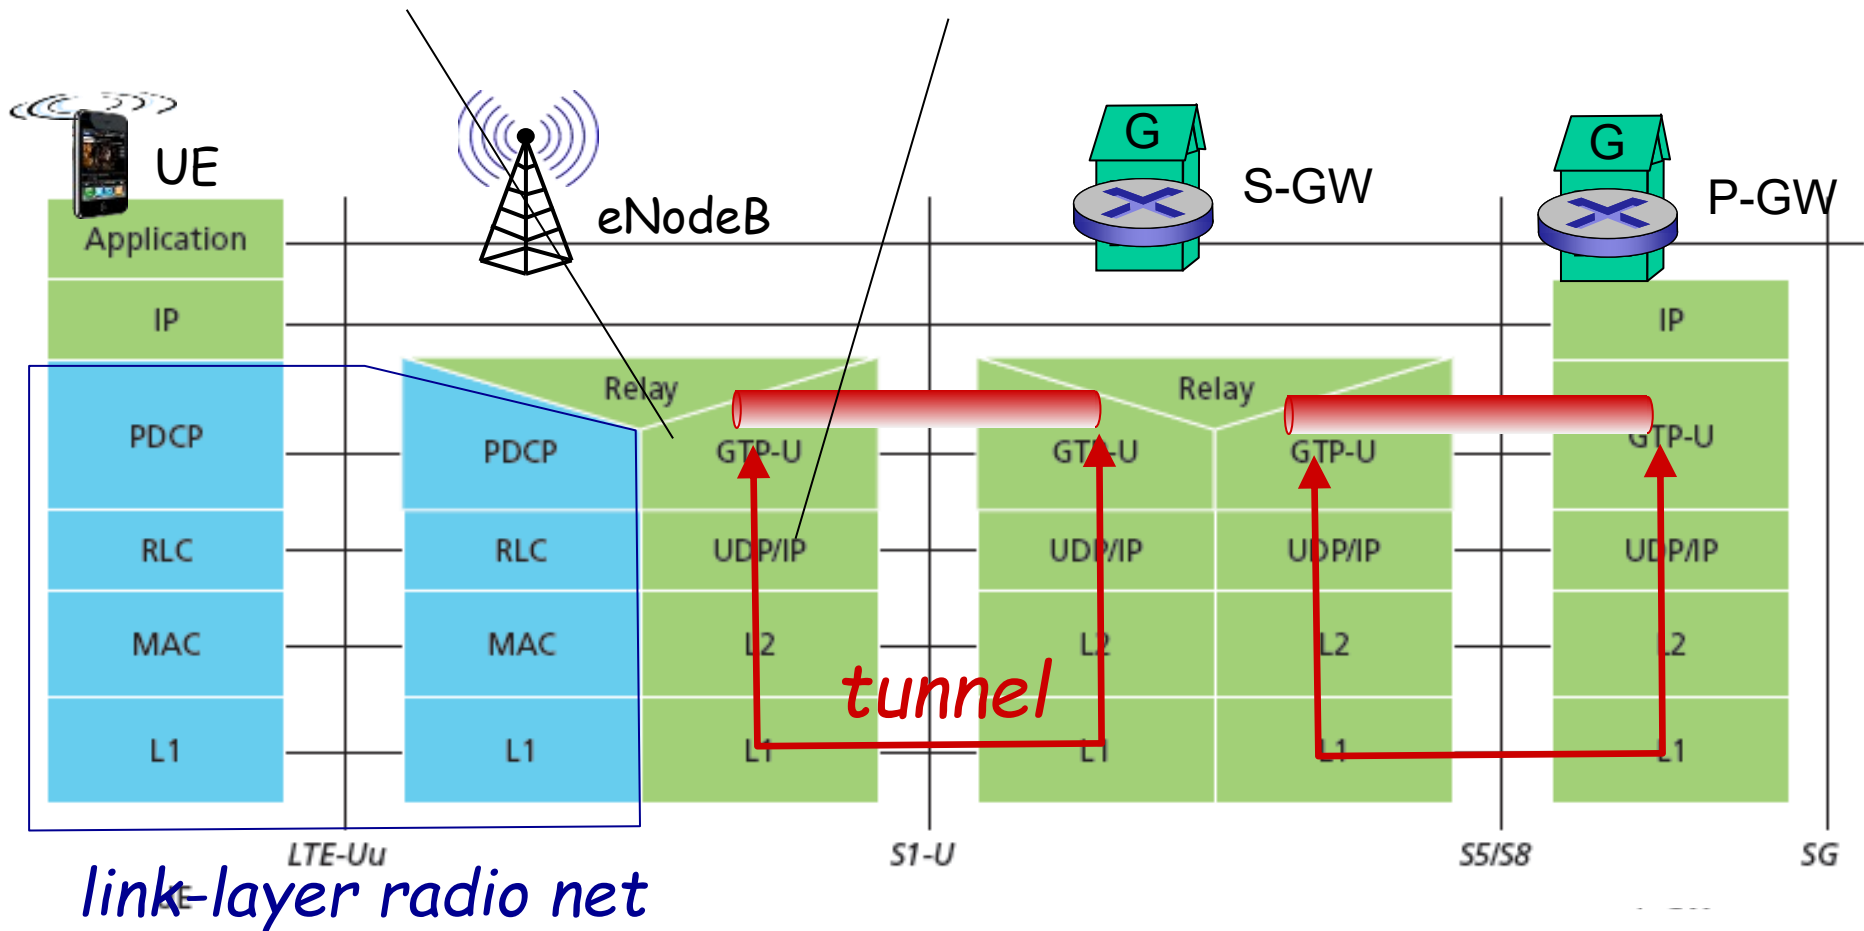 G
G
UE
eNodeB
S-GW
P-GW
Application
IP
IP
Relay
Relay
PDCP
PDCP
GTP-U
GTP-U
GTP-U
GTP-U
RLC
RLC
UDP/IP
UDP/IP
UDP/IP
UDP/IP
MAC
MAC
L2
L2
L2
L2
tunnel
L1
L1
L1
L1
L1
L1
LTE-Uu
S1-U
S5/S8
SG
link-layer radio net
UE